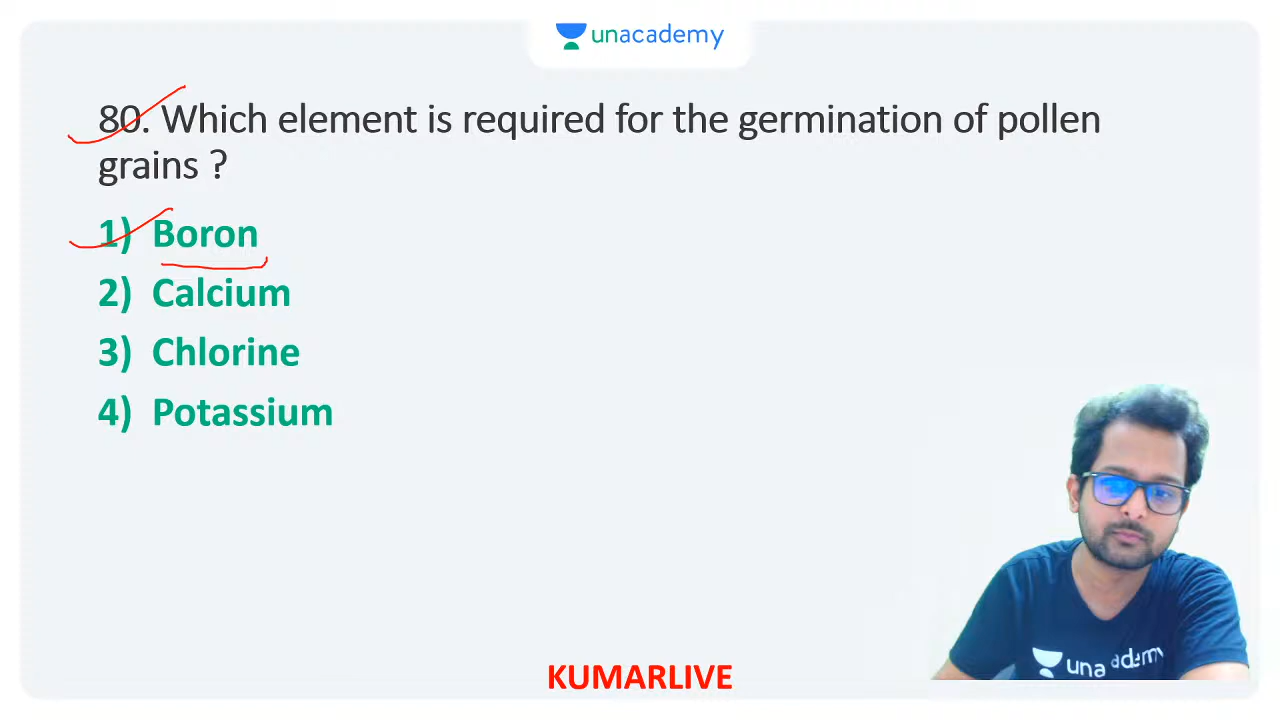 unacademy
80. Which element is required for the germination of pollen
grains ?
1) Boron
2) Calcium
3) Chlorine
4) Potassium
unacademy
KUMARLIVE